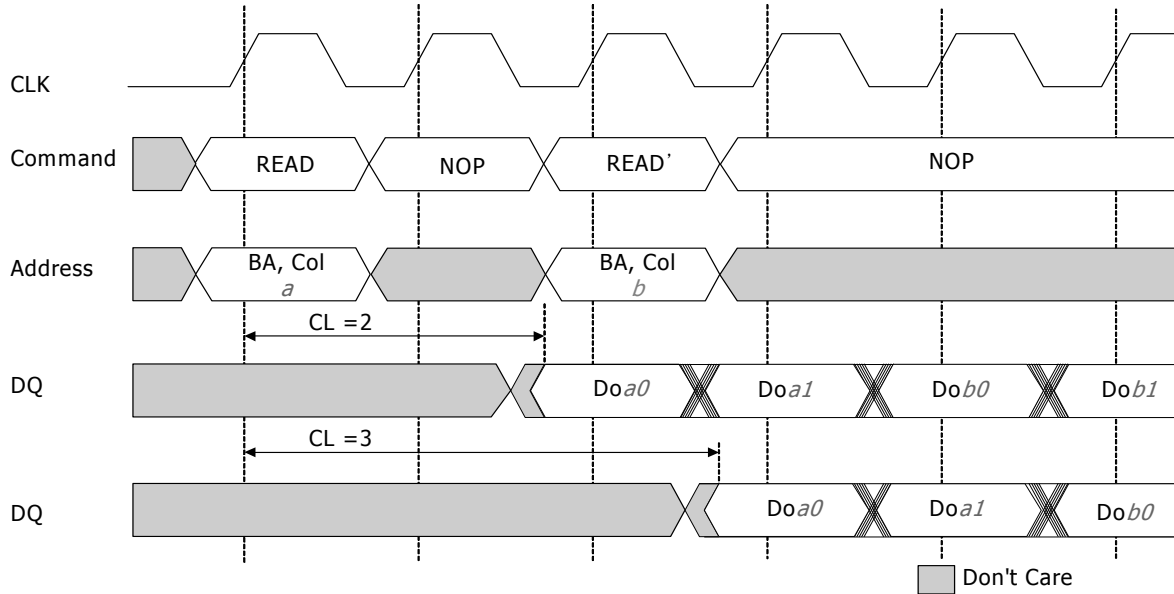 CLK
Command READ NOP READ' NOP
Address BA, Col BA, Col
a b
CL =2
DQ Doa0 Doa1 Dob0 Dob1
CL =3
DQ Doa0 Doa1 Dob0
Don't Care